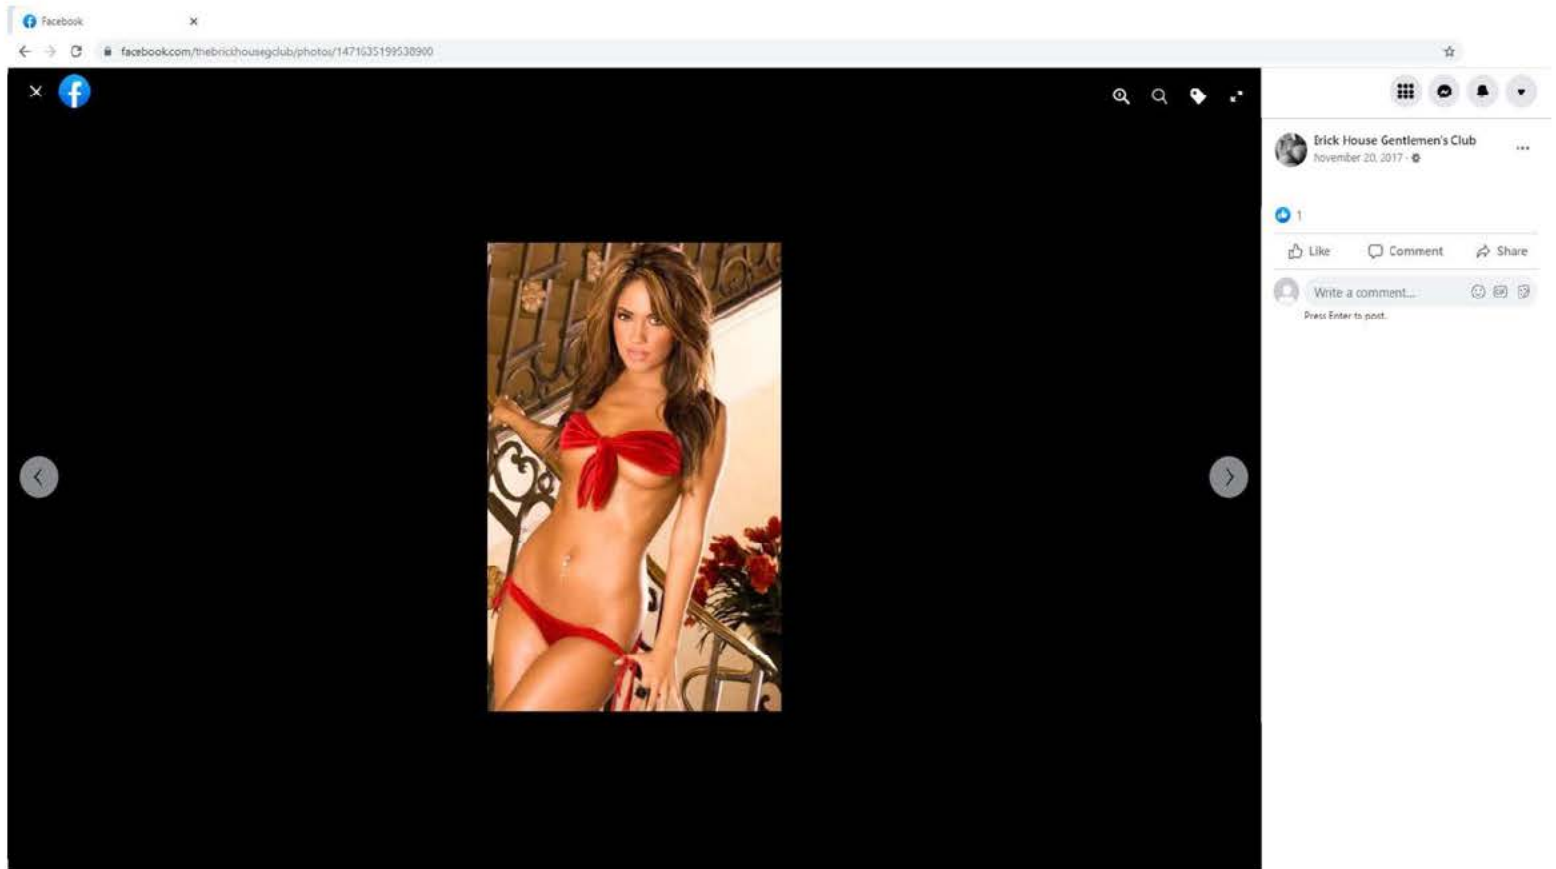 Facebook
facebook.com/thebrickhousegclub/photos/1471635199538900
Brick House Gentlemen's Club
November 20, 2017
1
Like Comment Share
Write a comment...
GIF
Press Enter to post.